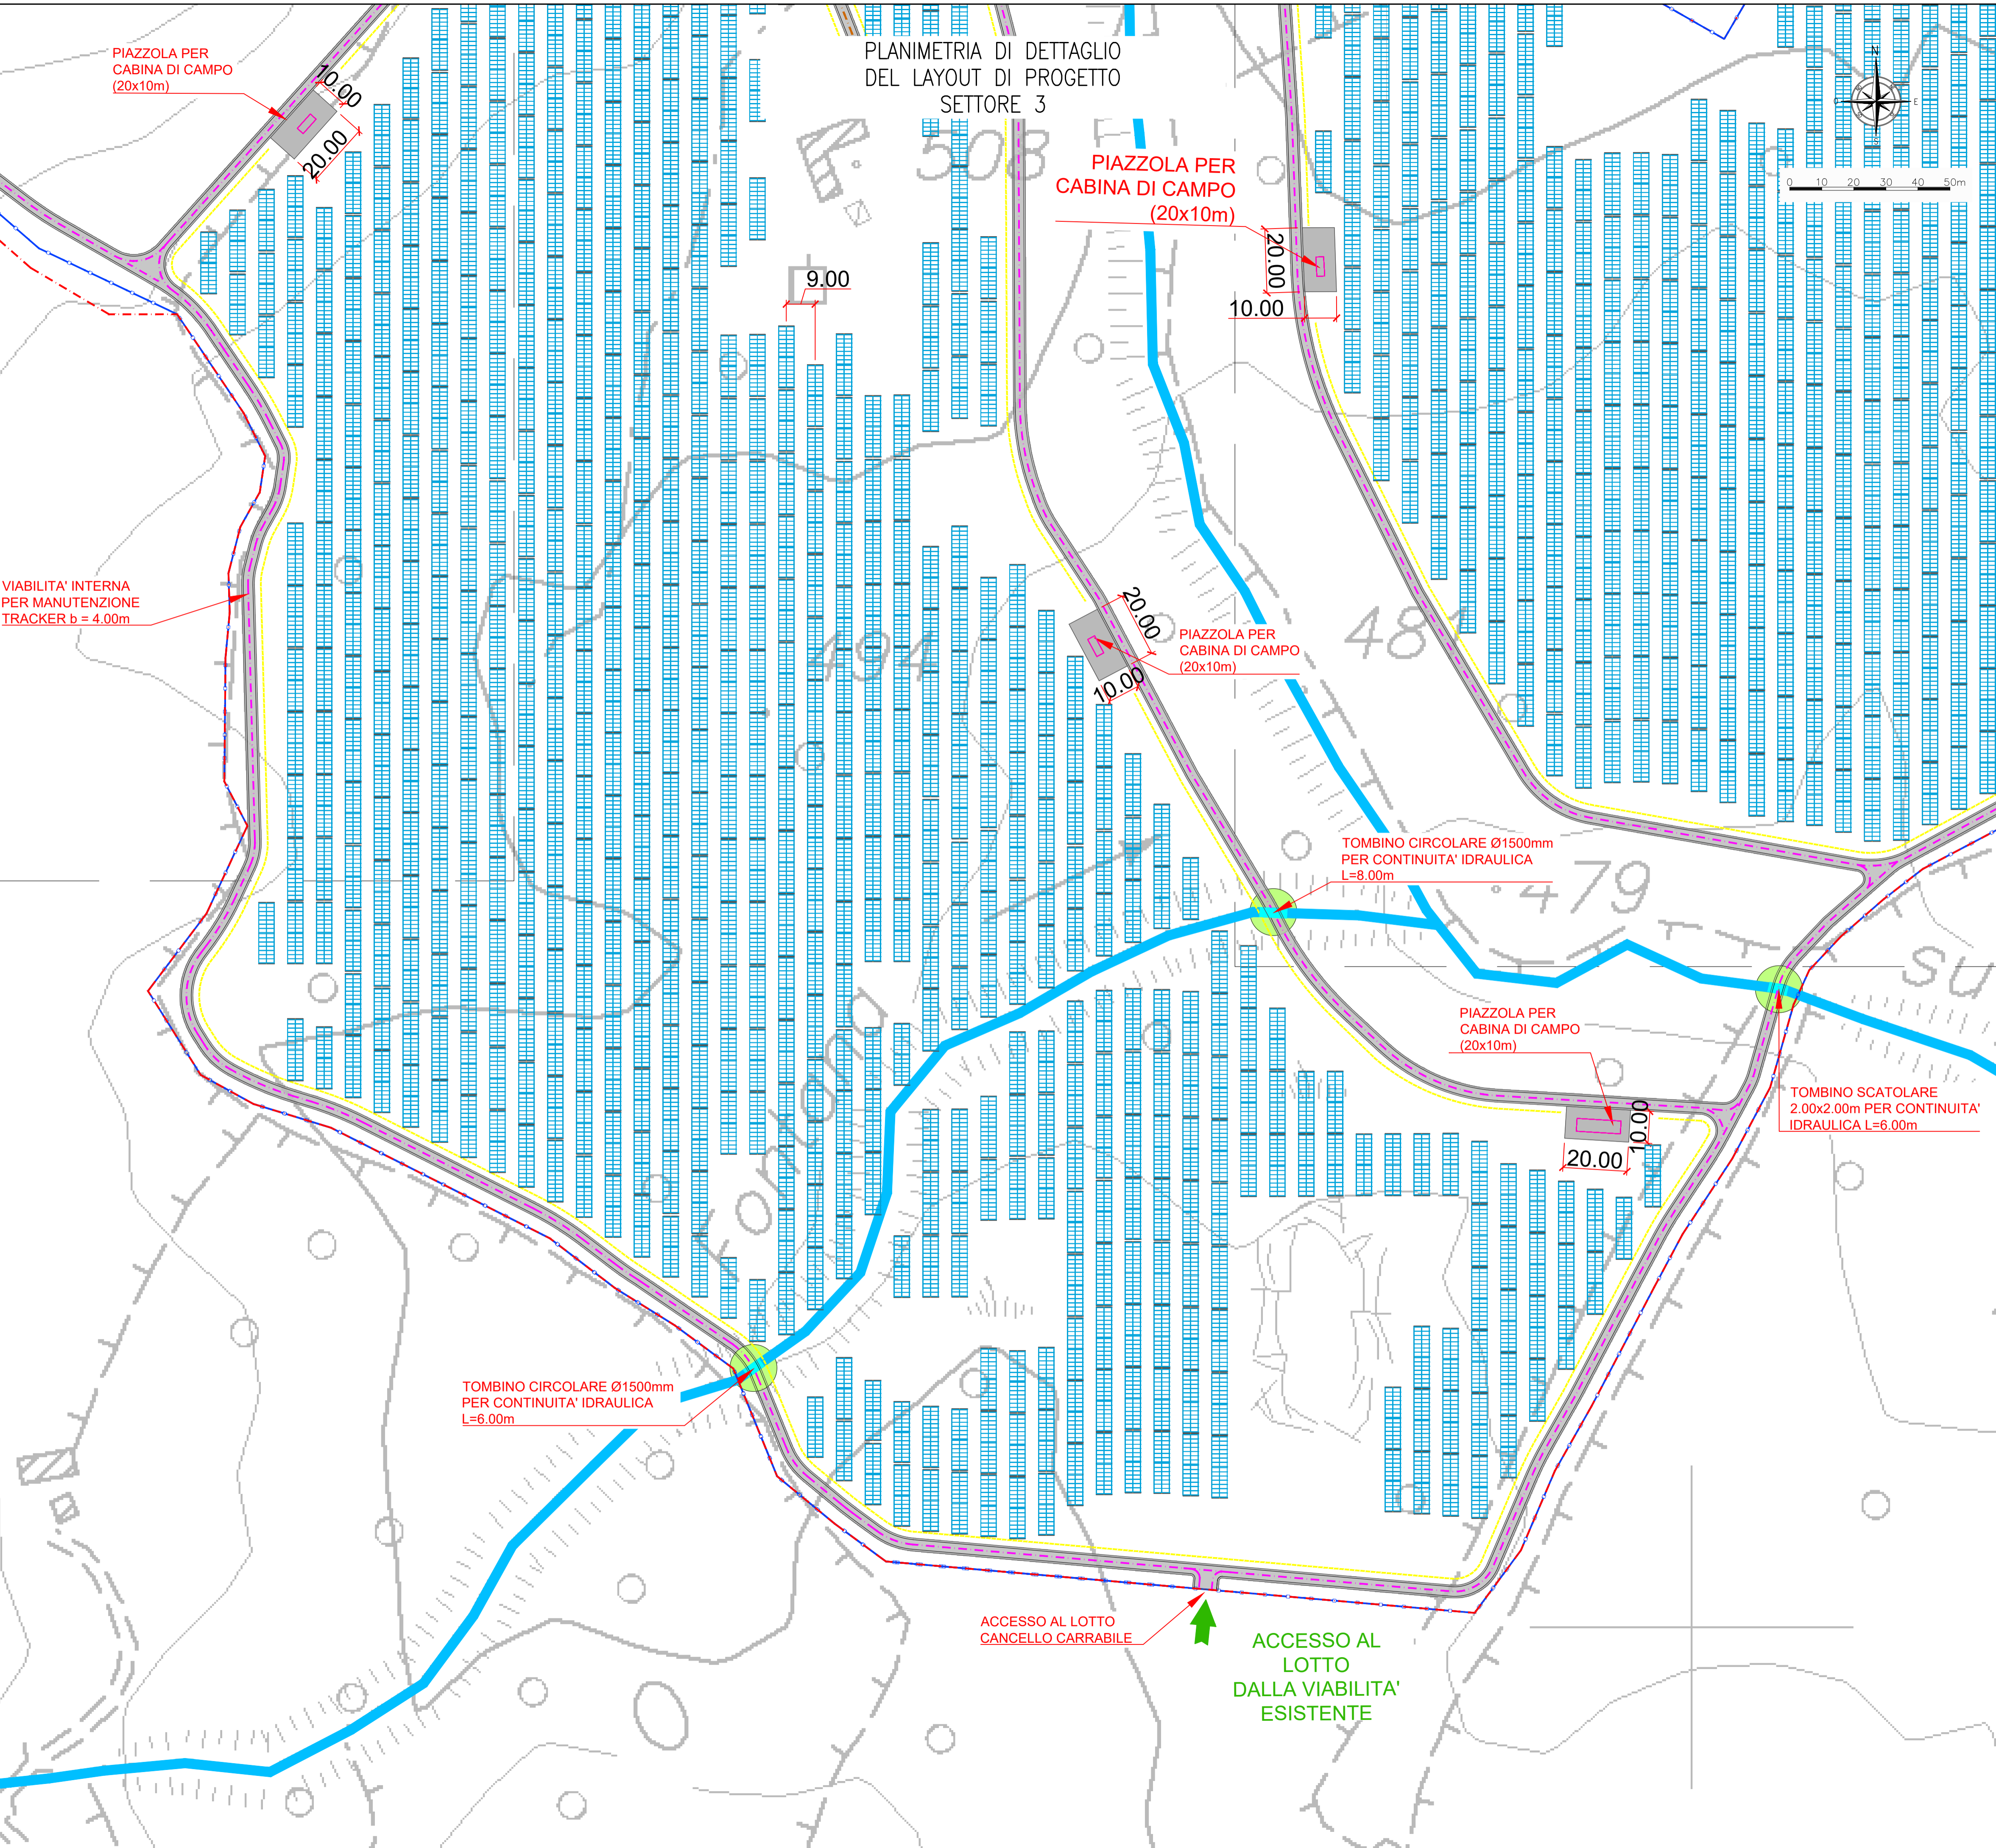 PLANIMETRIA DI DETTAGLIO
DEL LAYOUT DI PROGETTO
SETTORE 3
N
O
E
0 10 20 30 40 50m
PIAZZOLA PER
CABINA DI CAMPO
(20x10m)
10.00
20.00
508
PIAZZOLA PER
CABINA DI CAMPO
(20x10m)
20.00
10.00
9.00
VIABILITA' INTERNA
PER MANUTENZIONE
TRACKER b = 4.00m
20.00
PIAZZOLA PER
CABINA DI CAMPO
(20x10m)
10.00
494
481
TOMBINO CIRCOLARE Ø1500mm
PER CONTINUITA' IDRAULICA
L=8.00m
479
su
PIAZZOLA PER
CABINA DI CAMPO
(20x10m)
10.00
20.00
TOMBINO SCATOLARE
2.00x2.00m PER CONTINUITA'
IDRAULICA L=6.00m
TOMBINO CIRCOLARE Ø1500mm
PER CONTINUITA' IDRAULICA
L=6.00m
ACCESSO AL LOTTO
CANCELLO CARRABILE
ACCESSO AL
LOTTO
DALLA VIABILITA'
ESISTENTE